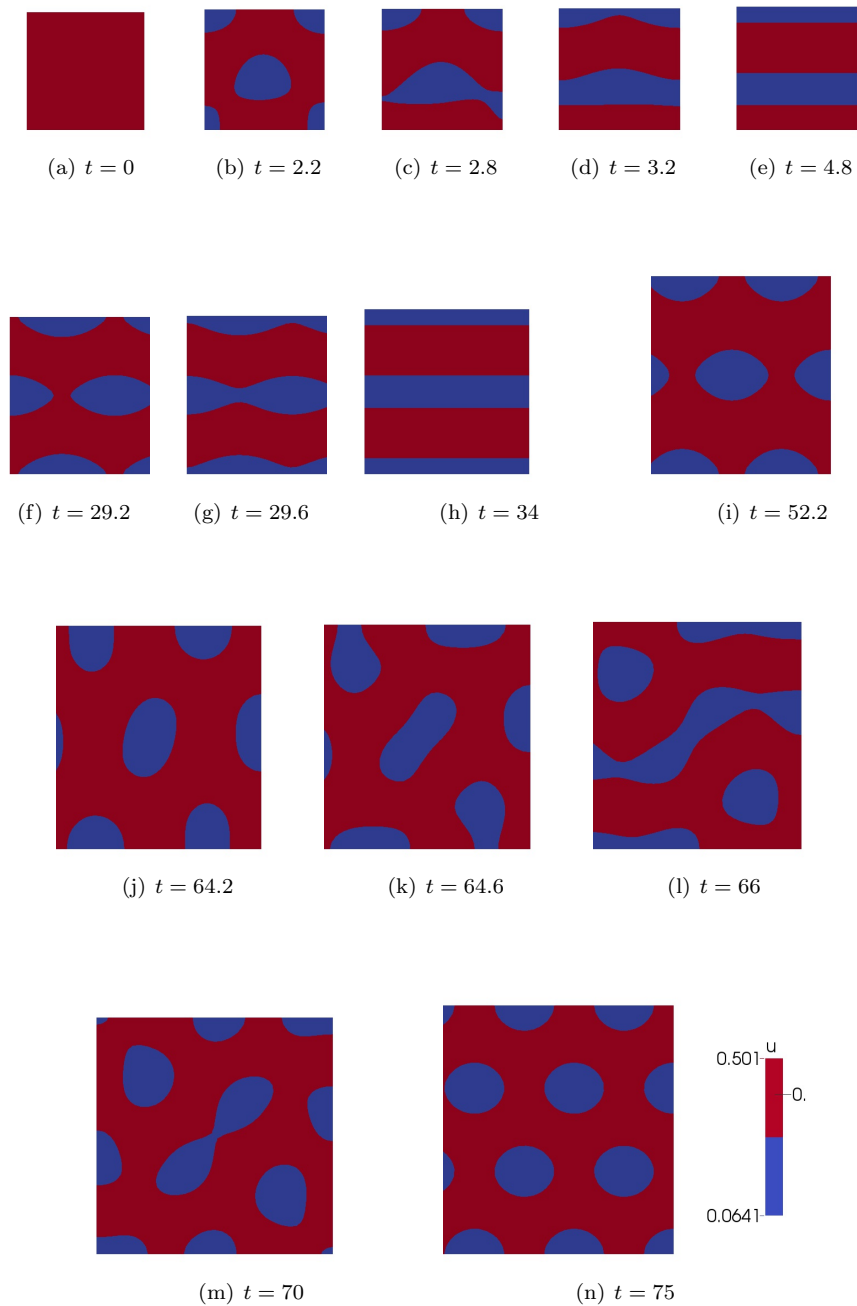 (a) t = 0
(b) t = 2.2
(c) t = 2.8
(d) t = 3.2
(e) t = 4.8
(f) t = 29.2
(g) t = 29.6
(h) t = 34
(i) t = 52.2
(j) t = 64.2
(k) t = 64.6
(l) t = 66
(m) t = 70
(n) t = 75
u
0.501
0.
0.0641